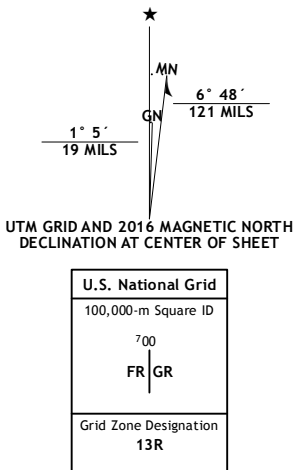 ★
MN
6° 48´
121 MILS
GN
1° 5´
19 MILS
UTM GRID AND 2016 MAGNETIC NORTH
DECLINATION AT CENTER OF SHEET
U.S. National Grid
100,000-m Square ID
⁷00
FR GR
Grid Zone Designation
13R